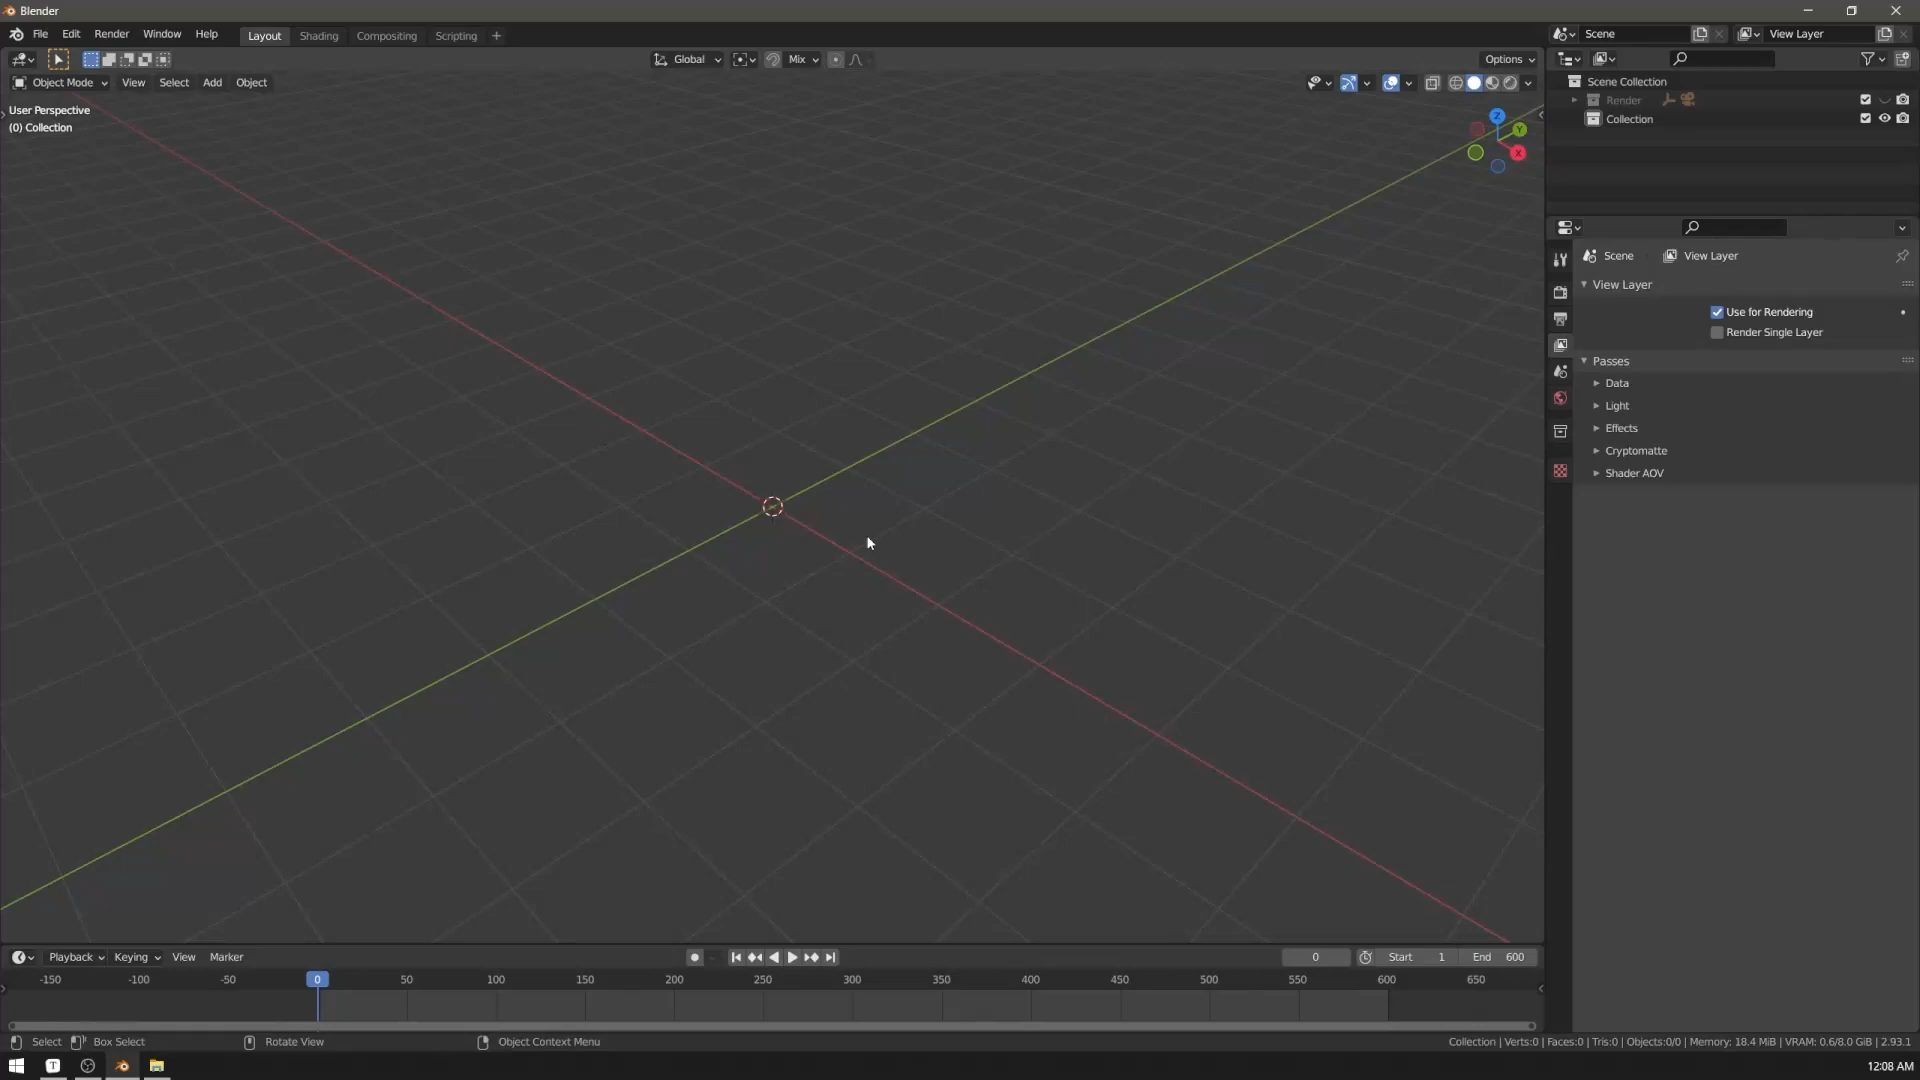 Blender
File Edit Render Window Help Layout Shading Compositing Scripting + Scene View Layer
Global Mix Options
Object Mode View Select Add Object
User Perspective
(0) Collection
Z
Y
X
Scene Collection
Render
Collection
Scene View Layer
View Layer
Use for Rendering
Render Single Layer
Passes
Data
Light
Effects
Cryptomatte
Shader AOV
Playback Keying View Marker 0 Start 1 End 600
-150 -100 -50 0 50 100 150 200 250 300 350 400 450 500 550 600 650
Select Box Select Rotate View Object Context Menu Collection | Verts:0 | Faces:0 | Tris:0 | Objects:0/0 | Memory: 18.4 MiB | VRAM: 0.6/8.0 GiB | 2.93.1
T 12:08 AM